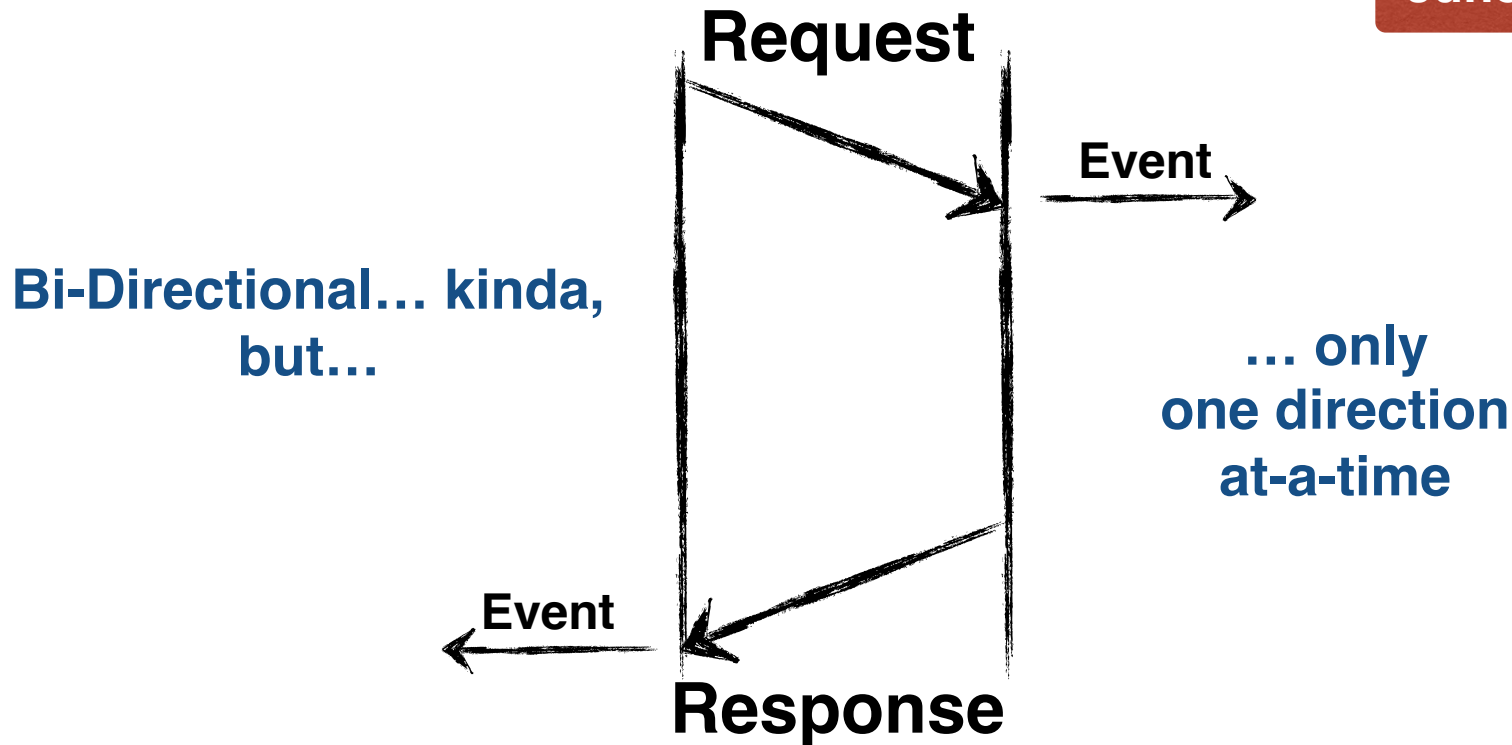 Request
Event
Bi-Directional… kinda,
but…
… only
one direction
at-a-time
Event
Response